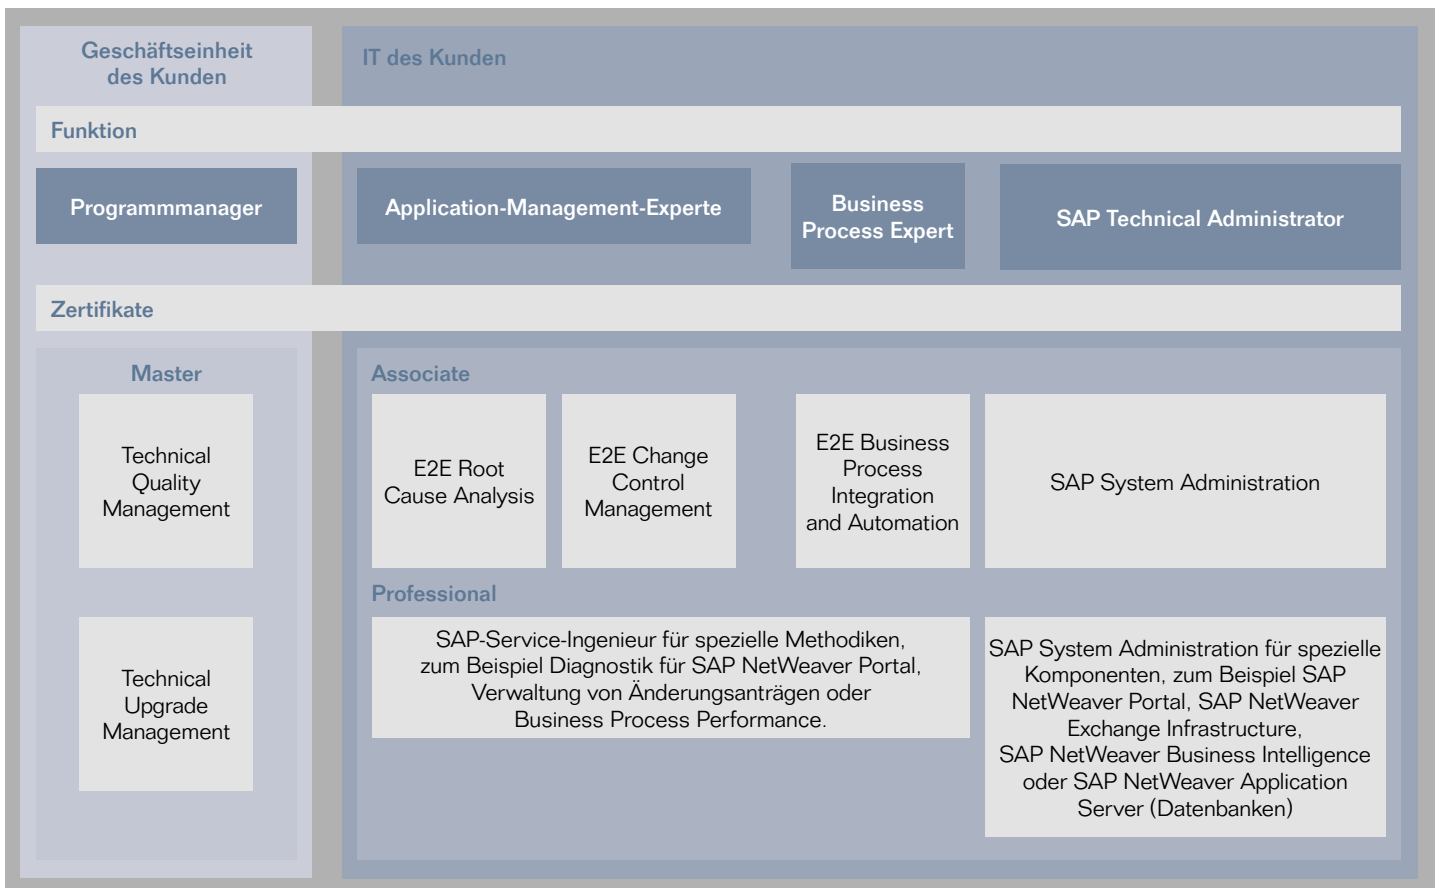 Geschäftseinheit
des Kunden
IT des Kunden
Funktion
Programmmanager
Application-Management-Experte
Business
Process Expert
SAP Technical Administrator
Zertifikate
Master
Technical
Quality
Management
Technical
Upgrade
Management
Associate
E2E Root
Cause Analysis
E2E Change
Control
Management
E2E Business
Process
Integration
and Automation
SAP System Administration
Professional
SAP-Service-Ingenieur für spezielle Methodiken,
zum Beispiel Diagnostik für SAP NetWeaver Portal,
Verwaltung von Änderungsanträgen oder
Business Process Performance.
SAP System Administration für spezielle
Komponenten, zum Beispiel SAP
NetWeaver Portal, SAP NetWeaver
Exchange Infrastructure,
SAP NetWeaver Business Intelligence
oder SAP NetWeaver Application
Server (Datenbanken)